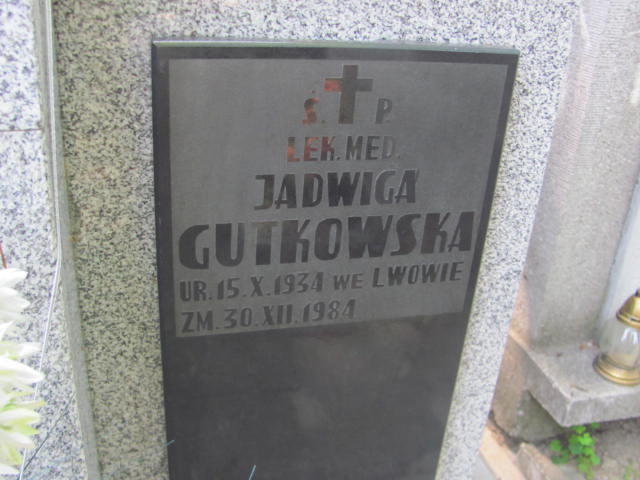 Ś. P.
LEK. MED.
JADWIGA
GUTKOWSKA
UR. 15. X. 1934 WE LWOWIE
ZM. 30. XII. 1984